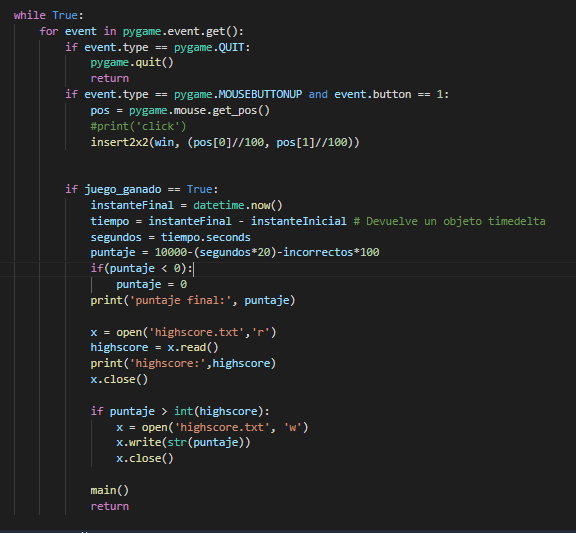 while True:
    for event in pygame.event.get():
        if event.type == pygame.QUIT:
            pygame.quit()
            return
        if event.type == pygame.MOUSEBUTTONUP and event.button == 1:
            pos = pygame.mouse.get_pos()
            #print('click')
            insert2x2(win, (pos[0]//100, pos[1]//100))
        if juego_ganado == True:
            instanteFinal = datetime.now()
            tiempo = instanteFinal - instanteInicial # Devuelve un objeto timedelta
            segundos = tiempo.seconds
            puntaje = 10000-(segundos*20)-incorrectos*100
            if(puntaje < 0):
                puntaje = 0
            print('puntaje final:', puntaje)
            x = open('highscore.txt','r')
            highscore = x.read()
            print('highscore:',highscore)
            x.close()
            if puntaje > int(highscore):
                x = open('highscore.txt', 'w')
                x.write(str(puntaje))
                x.close()
            main()
            return